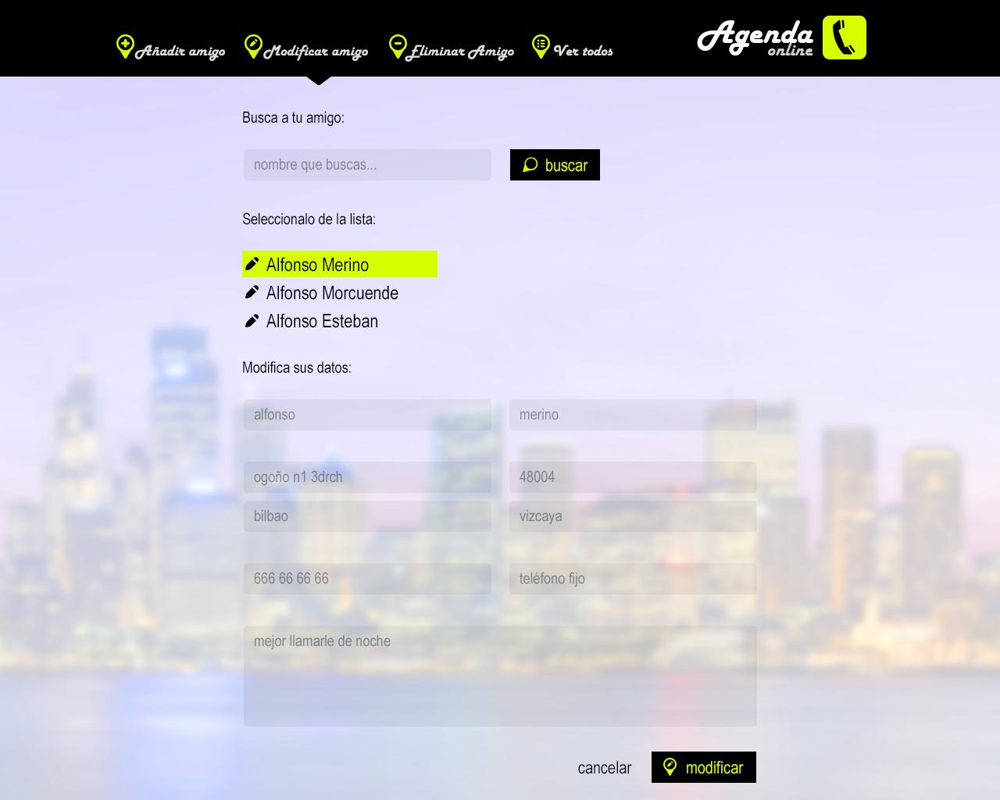 Añadir amigo
Modificar amigo
Eliminar Amigo
Ver todos
Agenda
online
Busca a tu amigo:
nombre que buscas...
buscar
Seleccionalo de la lista:
Alfonso Merino
Alfonso Morcuende
Alfonso Esteban
Modifica sus datos:
alfonso
merino
ogoño n1 3drch
48004
bilbao
vizcaya
666 66 66 66
teléfono fijo
mejor llamarle de noche
cancelar
modificar